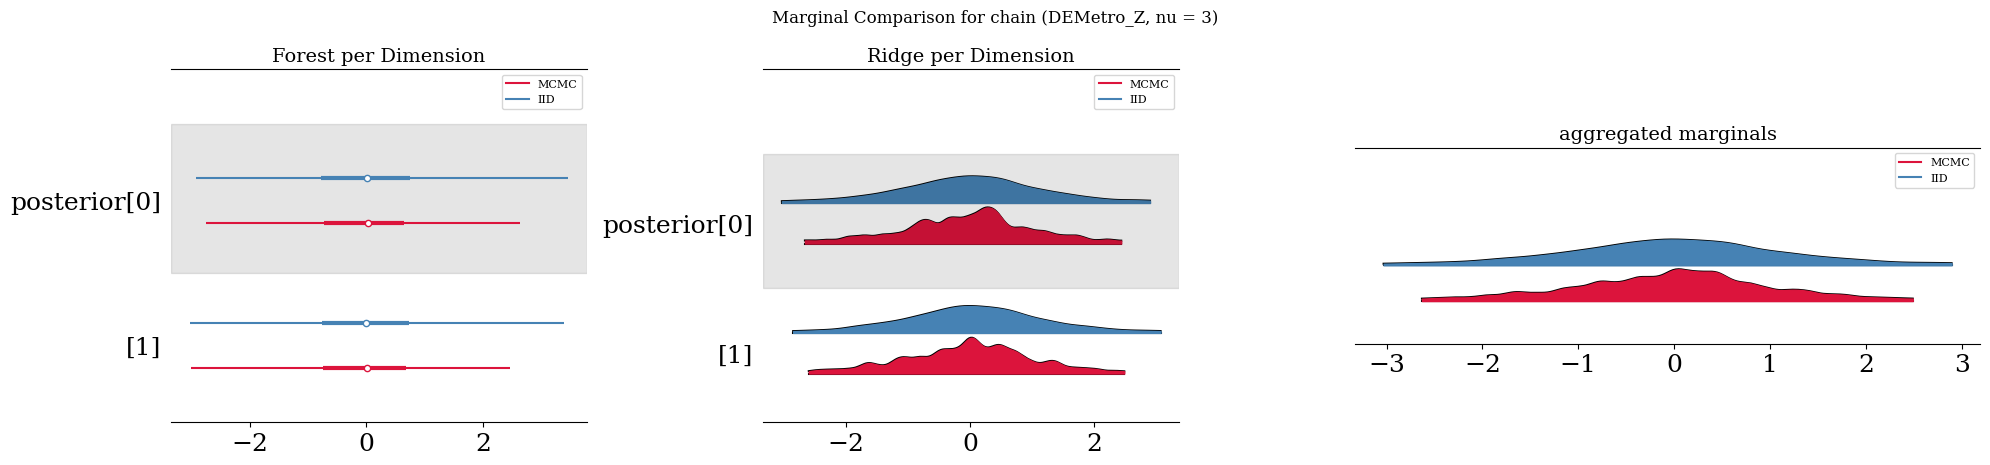 Marginal Comparison for chain (DEMetro_Z, nu = 3)
Forest per Dimension
MCMC
IID
posterior[0]
[1]
−2 0 2
Ridge per Dimension
MCMC
IID
posterior[0]
[1]
−2 0 2
aggregated marginals
MCMC
IID
−3 −2 −1 0 1 2 3